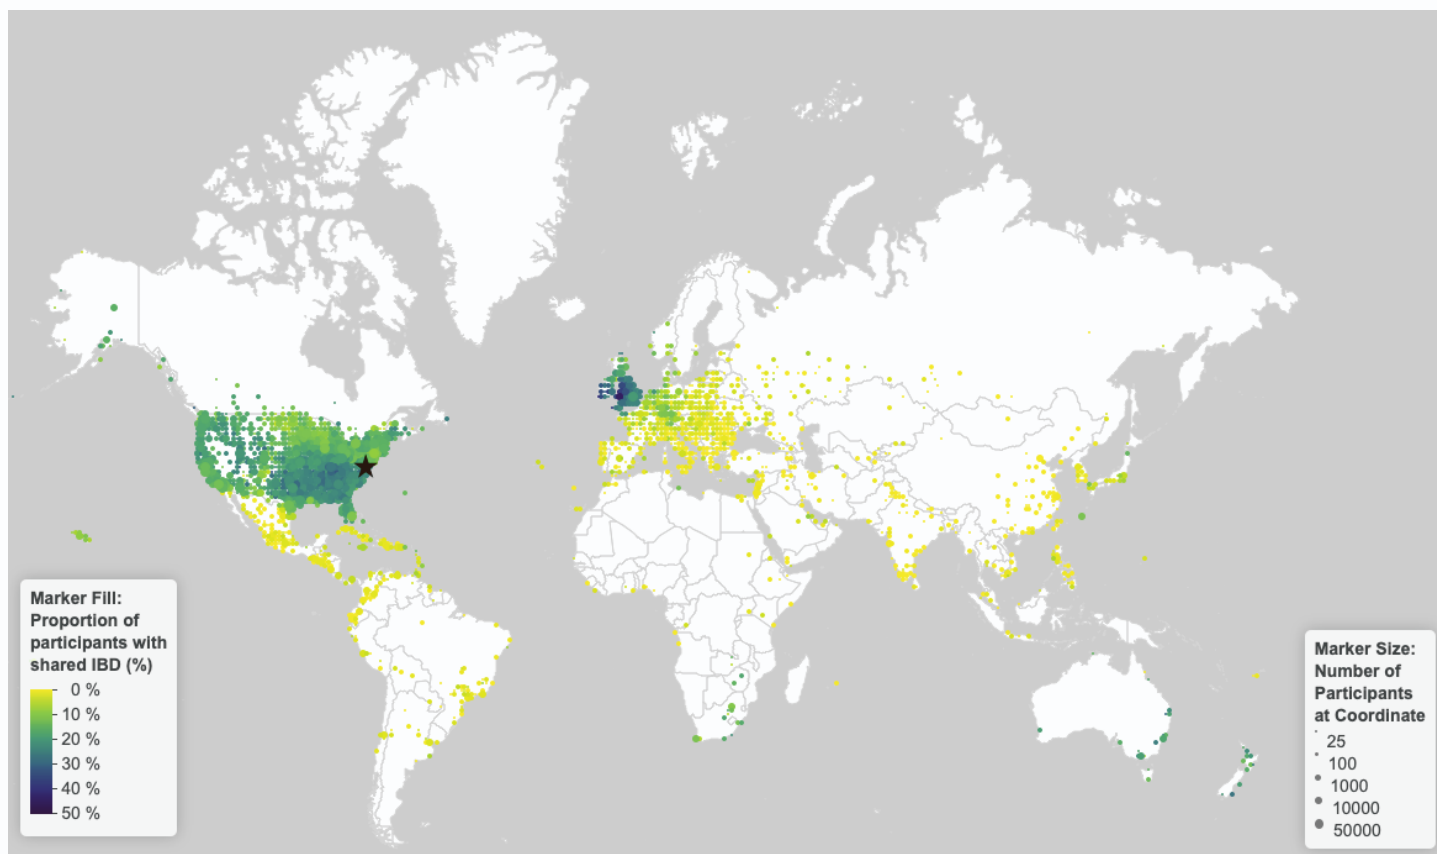 Marker Fill:
Proportion of
participants with
shared IBD (%)
0 %
10 %
20 %
30 %
40 %
50 %
Marker Size:
Number of
Participants
at Coordinate
25
100
1000
10000
50000